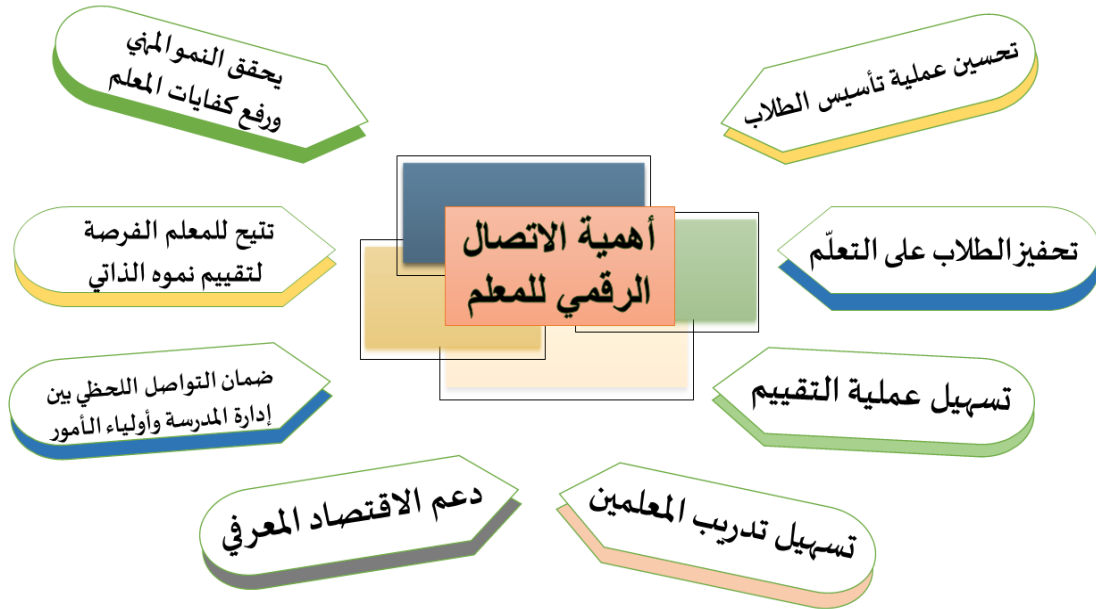 أهمية الاتصال
الرقمي للمعلم
تحسين عملية تأسيس الطلاب
تحفيز الطلاب على التعلّم
تسهيل عملية التقييم
تسهيل تدريب المعلمين
دعم الاقتصاد المعرفي
ضمان التواصل اللحظي بين
إدارة المدرسة وأولياء الأمور
تتيح للمعلم الفرصة
لتقييم نموه الذاتي
يحقق النمو المهني
ورفع كفايات المعلم